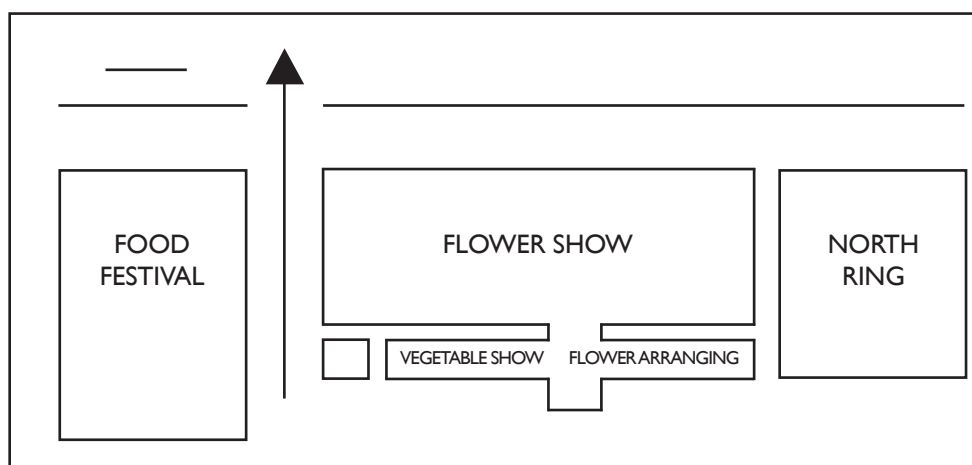 FOOD
FESTIVAL
FLOWER SHOW
NORTH
RING
VEGETABLE SHOW
FLOWER ARRANGING